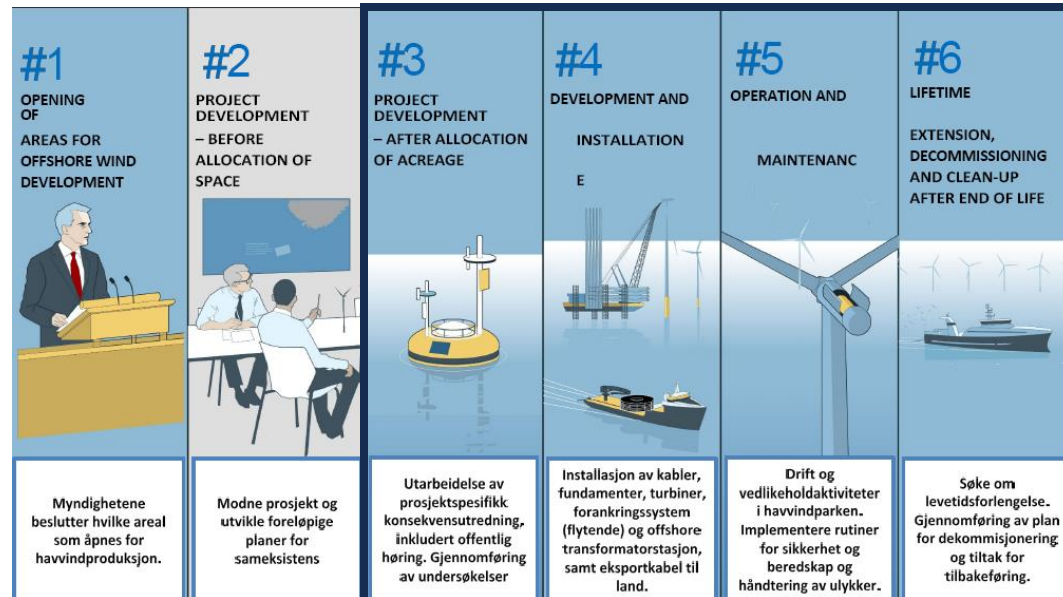 #1
OPENING
OF
AREAS FOR
OFFSHORE WIND
DEVELOPMENT
Myndighetene
beslutter hvilke areal
som åpnes for
havvindproduksjon.
#2
PROJECT
DEVELOPMENT
– BEFORE
ALLOCATION OF
SPACE
Modne prosjekt og
utvikle foreløpige
planer for
sameksistens
#3
PROJECT
DEVELOPMENT
– AFTER ALLOCATION
OF ACREAGE
Utarbeidelse av
prosjektspesifikk
konsekvensutredning,
inkludert offentlig
høring. Gjennomføring
av undersøkelser
#4
DEVELOPMENT AND
INSTALLATION
E
Installasjon av kabler,
fundamenter, turbiner,
forankringssystem
(flytende) og offshore
transformatorstasjon,
samt eksportkabel til
land.
#5
OPERATION AND
MAINTENANC
Drift og
vedlikeholdaktiviteter
i havvindparken.
Implementere rutiner
for sikkerhet og
beredskap og
håndtering av ulykker.
#6
LIFETIME
EXTENSION,
DECOMMISSIONING
AND CLEAN-UP
AFTER END OF LIFE
Søke om
levetidsforlengelse.
Gjennomføring av plan
for dekommisjonering
og tiltak for
tilbakeføring.